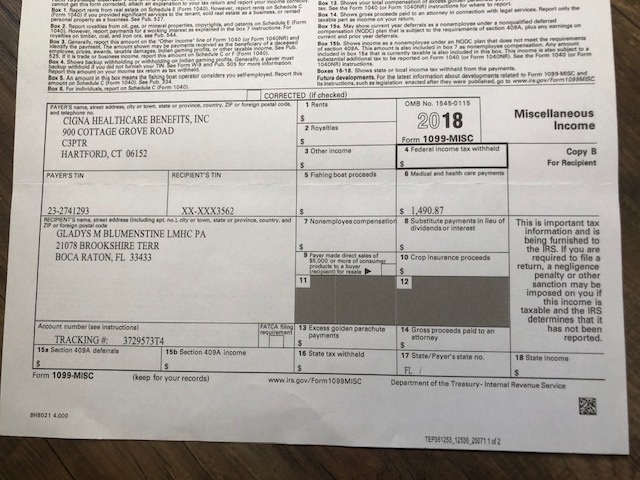 cannot get this form corrected, attach an explanation to your tax return and report your income correctly.
Box 1. Report rents from real estate on Schedule E (Form 1040). However, report rents on Schedule C
(Form 1040) if you provided significant services to the tenant, sold real estate as a business, or rented
personal property as a business. See Pub. 527.
Box 2. Report royalties from oil, gas, or mineral properties, copyrights, and patents on Schedule E (Form
1040). However, report payments for a working interest as explained in the box 7 instructions. For
royalties on timber, coal, and iron ore, see Pub. 544.
Box 3. Generally, report this amount on the "Other income" line of Form 1040 (or Form 1040NR) and
identify the payment. The amount shown may be payments received as the beneficiary of a deceased
employee, prizes, awards, taxable damages, Indian gaming profits, or other taxable income. See Pub.
525. If it is trade or business income, report this amount on Schedule C or F (Form 1040).
Box 4. Shows backup withholding or withholding on Indian gaming profits. Generally, a payer must
backup withhold if you did not furnish your TIN. See Form W-9 and Pub. 505 for more information.
Report this amount on your income tax return as tax withheld.
Box 5. An amount in this box means the fishing boat operator considers you self-employed. Report this
amount on Schedule C (Form 1040). See Pub. 334.
Box 6. For individuals, report on Schedule C (Form 1040).
Box 13. Shows your total compensation of excess golden parachute
tax. See the Form 1040 (or Form 1040NR) instructions for where to report.
Box 14. Shows gross proceeds paid to an attorney in connection with legal services. Report only the
taxable part as income on your return.
Box 15a. May show current year deferrals as a nonemployee under a nonqualified deferred
compensation (NQDC) plan that is subject to the requirements of section 409A, plus any earnings on
current and prior year deferrals.
Box 15b. Shows income as a nonemployee under an NQDC plan that does not meet the requirements
of section 409A. This amount is also included in box 7 as nonemployee compensation. Any amount
included in box 15a that is currently taxable is also included in this box. This income is also subject to a
substantial additional tax to be reported on Form 1040 (or Form 1040NR). See the Form 1040 (or Form
1040NR) instructions.
Boxes 16-18. Shows state or local income tax withheld from the payments.
Future developments. For the latest information about developments related to Form 1099-MISC and
its instructions, such as legislation enacted after they were published, go to www.irs.gov/Form1099MISC.
CORRECTED (if checked)
PAYER'S name, street address, city or town, state or province, country, ZIP or foreign postal code,
and telephone no.
CIGNA HEALTHCARE BENEFITS, INC
900 COTTAGE GROVE ROAD
C3PTR
HARTFORD, CT 06152
1 Rents
$
2 Royalties
$
3 Other income
$
OMB No. 1545-0115
2018
Form 1099-MISC
4 Federal income tax withheld
$
Miscellaneous
Income
Copy B
For Recipient
PAYER'S TIN
23-2741293
RECIPIENT'S TIN
XX-XXX3562
5 Fishing boat proceeds
$
6 Medical and health care payments
$ 1,490.87
RECIPIENT'S name, street address (including apt. no.), city or town, state or province, country, and
ZIP or foreign postal code
GLADYS M BLUMENSTINE LMHC PA
21078 BROOKSHIRE TERR
BOCA RATON, FL 33433
7 Nonemployee compensation
$
8 Substitute payments in lieu of
dividends or interest
$
9 Payer made direct sales of
$5,000 or more of consumer
products to a buyer
(recipient) for resale ▶
10 Crop insurance proceeds
$
11
12
This is important tax
information and is
being furnished to
the IRS. If you are
required to file a
return, a negligence
penalty or other
sanction may be
imposed on you if
this income is
taxable and the IRS
determines that it
has not been
reported.
Account number (see instructions)
TRACKING #: 3729573T4
FATCA filing
requirement
13 Excess golden parachute
payments
$
14 Gross proceeds paid to an
attorney
$
15a Section 409A deferrals
$
15b Section 409A income
$
16 State tax withheld
$
17 State/Payer's state no.
FL /
18 State income
$
Form 1099-MISC
(keep for your records)
www.irs.gov/Form1099MISC
Department of the Treasury - Internal Revenue Service
8H8021 4.000
TEP361253_12536_25071 1 of 2